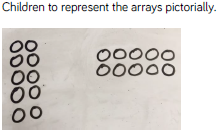 Children to represent the arrays pictorially.